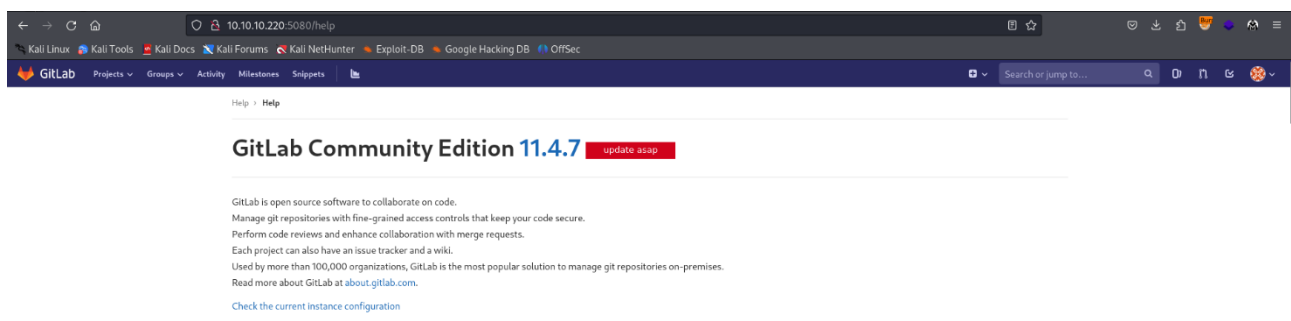 10.10.10.220:5080/help
Kali Linux Kali Tools Kali Docs Kali Forums Kali NetHunter Exploit-DB Google Hacking DB OffSec
GitLab Projects Groups Activity Milestones Snippets Search or jump to...
Help > Help
GitLab Community Edition 11.4.7 update asap
GitLab is open source software to collaborate on code.
Manage git repositories with fine-grained access controls that keep your code secure.
Perform code reviews and enhance collaboration with merge requests.
Each project can also have an issue tracker and a wiki.
Used by more than 100,000 organizations, GitLab is the most popular solution to manage git repositories on-premises.
Read more about GitLab at about.gitlab.com.
Check the current instance configuration